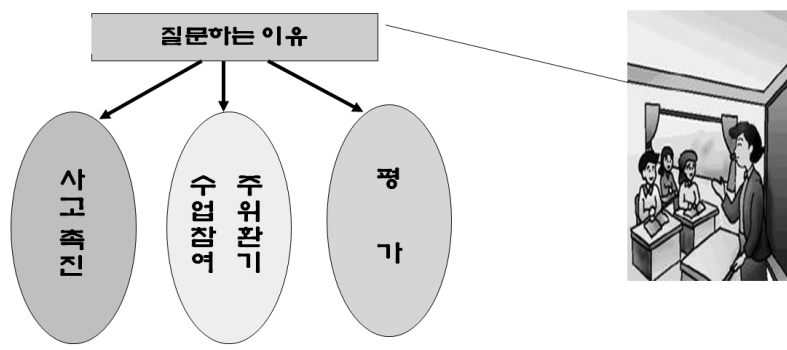 질문하는 이유
사고촉진
수업참여
주위환기
평가